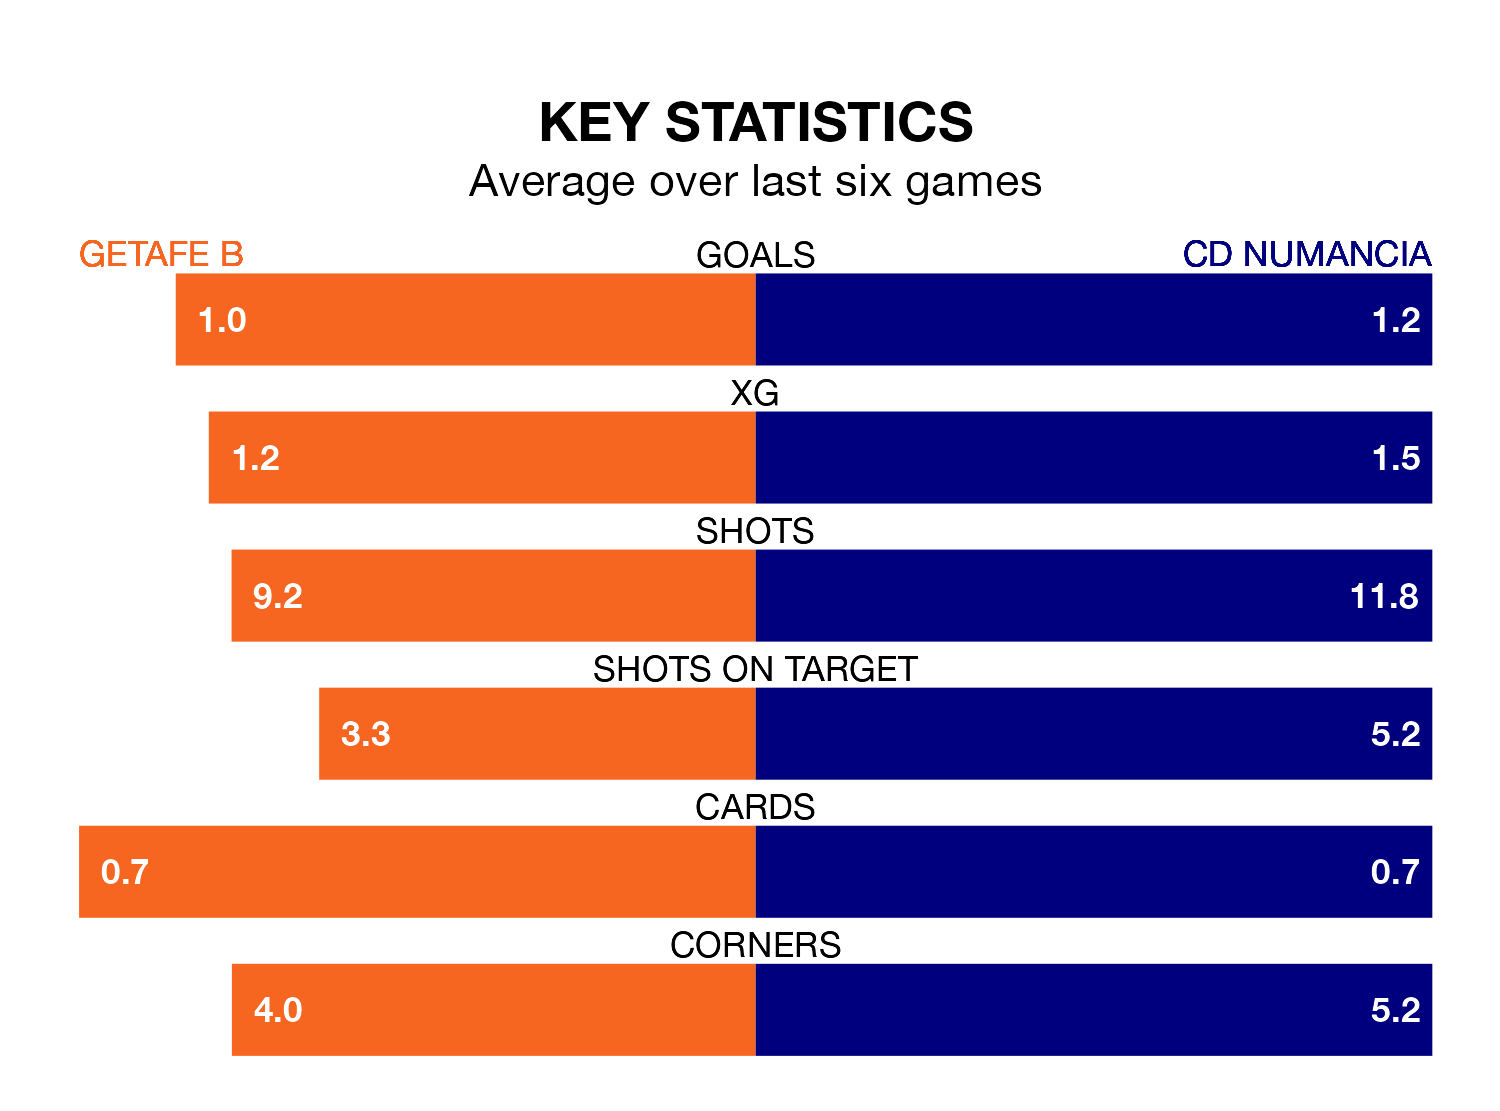 KEY STATISTICS
Average over last six games
GETAFE B GOALS CD NUMANCIA
1.0 1.2
XG
1.2 1.5
SHOTS
9.2 11.8
SHOTS ON TARGET
3.3 5.2
CARDS
0.7 0.7
CORNERS
4.0 5.2